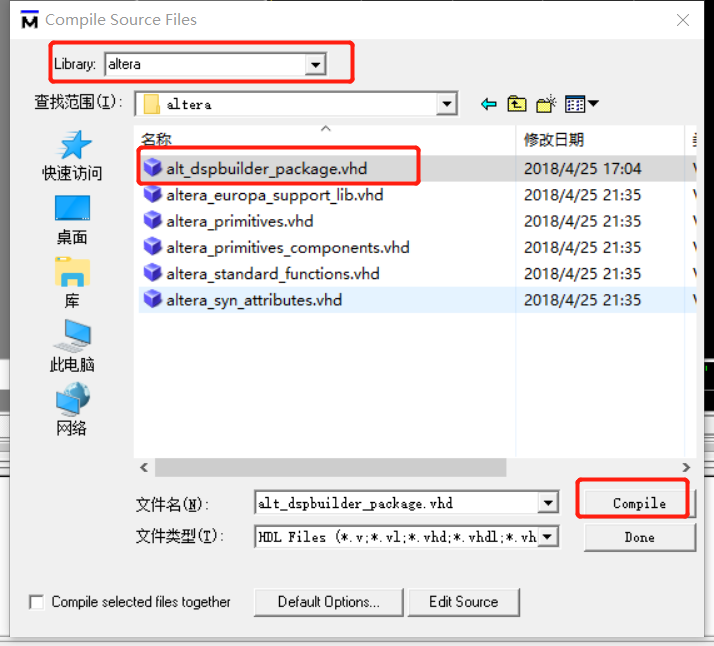 Compile Source Files
Library: altera
查找范围(I): altera
名称 修改日期
alt_dspbuilder_package.vhd 2018/4/25 17:04
altera_europa_support_lib.vhd 2018/4/25 21:35
altera_primitives.vhd 2018/4/25 21:35
altera_primitives_components.vhd 2018/4/25 21:35
altera_standard_functions.vhd 2018/4/25 21:35
altera_syn_attributes.vhd 2018/4/25 21:35
快速访问
桌面
库
此电脑
网络
文件名(N): alt_dspbuilder_package.vhd Compile
文件类型(T): HDL Files (*.v;*.vl;*.vhd;*.vhdl;*.vh Done
Compile selected files together Default Options... Edit Source